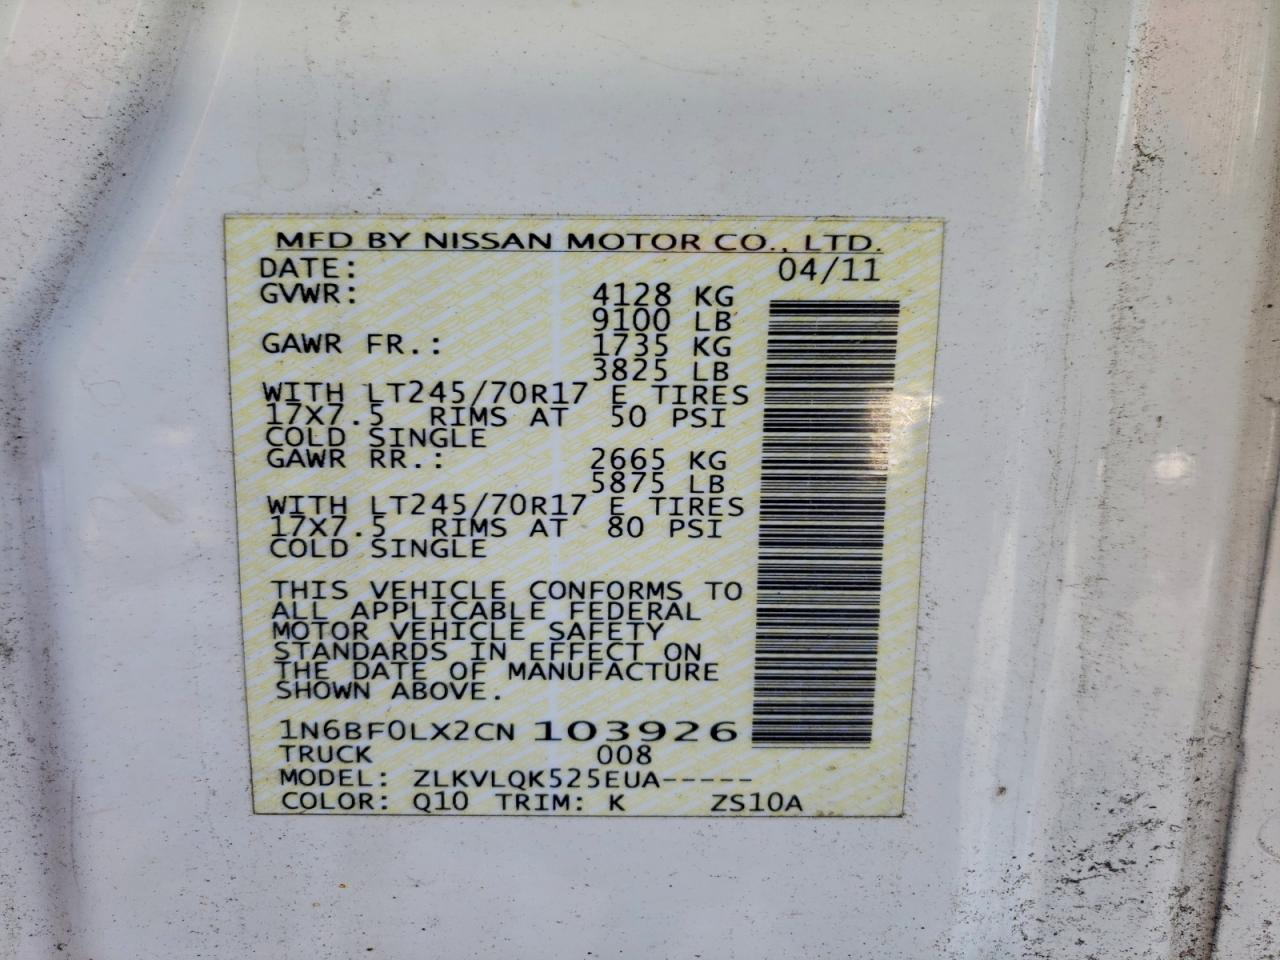 MFD BY NISSAN MOTOR CO., LTD.
DATE: 04/11
GVWR: 4128 KG
9100 LB
GAWR FR.: 1735 KG
3825 LB
WITH LT245/70R17 E TIRES
17X7.5 RIMS AT 50 PSI
COLD SINGLE
GAWR RR.: 2665 KG
5875 LB
WITH LT245/70R17 E TIRES
17X7.5 RIMS AT 80 PSI
COLD SINGLE
THIS VEHICLE CONFORMS TO
ALL APPLICABLE FEDERAL
MOTOR VEHICLE SAFETY
STANDARDS IN EFFECT ON
THE DATE OF MANUFACTURE
SHOWN ABOVE.
1N6BF0LX2CN 103926
TRUCK 008
MODEL: ZLKVLQK525EUA-----
COLOR: Q10 TRIM: K ZS10A